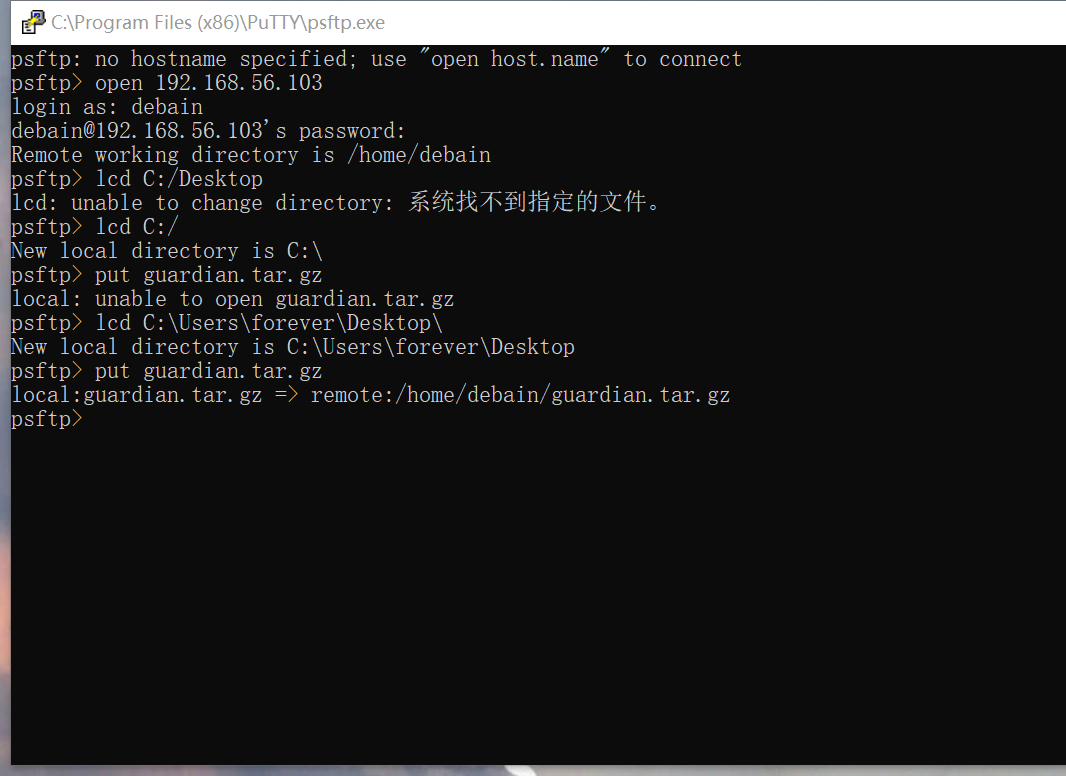 C:\Program Files (x86)\PuTTY\psftp.exe
psftp: no hostname specified; use "open host.name" to connect
psftp> open 192.168.56.103
login as: debain
debain@192.168.56.103's password:
Remote working directory is /home/debain
psftp> lcd C:/Desktop
lcd: unable to change directory: 系统找不到指定的文件。
psftp> lcd C:/
New local directory is C:\
psftp> put guardian.tar.gz
local: unable to open guardian.tar.gz
psftp> lcd C:\Users\forever\Desktop\
New local directory is C:\Users\forever\Desktop
psftp> put guardian.tar.gz
local:guardian.tar.gz => remote:/home/debain/guardian.tar.gz
psftp>